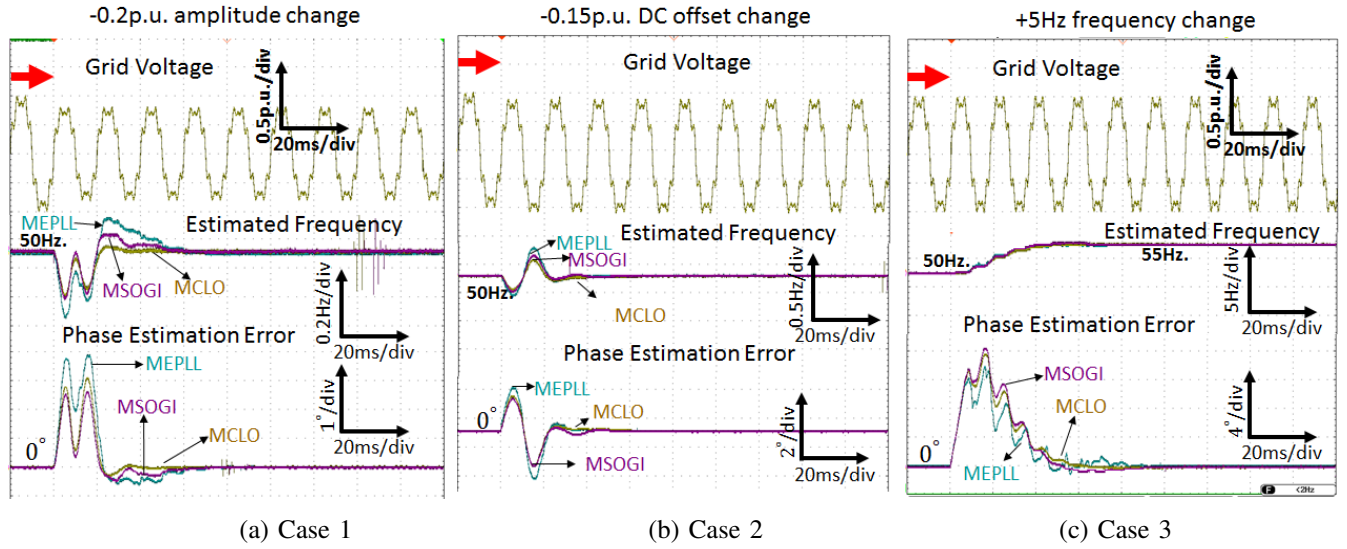 -0.2p.u. amplitude change
Grid Voltage
0.5p.u./div
20ms/div
Estimated Frequency
MEPLL
50Hz.
MSOGI
MCLO
0.2Hz/div
20ms/div
Phase Estimation Error
MEPLL
MSOGI
MCLO
0°
1°/div
20ms/div
(a) Case 1
-0.15p.u. DC offset change
Grid Voltage
Estimated Frequency
MEPLL
MSOGI
50Hz.
MCLO
0.5Hz/div
20ms/div
Phase Estimation Error
MEPLL
MCLO
0°
MSOGI
2°/div
20ms/div
(b) Case 2
+5Hz frequency change
Grid Voltage
0.5p.u./div
20ms/div
Estimated Frequency
50Hz.
55Hz.
5Hz/div
20ms/div
Phase Estimation Error
MSOGI
MCLO
0°
MEPLL
4°/div
20ms/div
F <2Hz
(c) Case 3